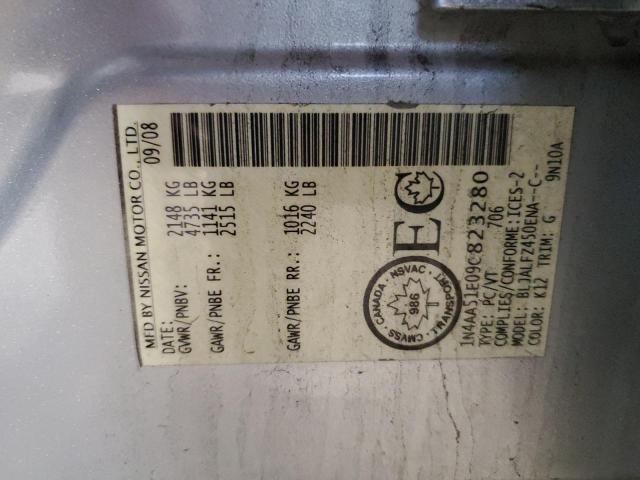 MFD BY NISSAN MOTOR CO., LTD.
DATE: 09/08
GVWR/PNBV: 2148 KG
4735 LB
GAWR/PNBE FR.: 1141 KG
2515 LB
GAWR/PNBE RR.: 1016 KG
2240 LB
CANADA · NSVAC · TRANSPORT · CMVSS
986
EC
1N4AA51E09C823280
TYPE: PC/VT 706
COMPLIES/CONFORME:ICES-2
MODEL: BLJALFZ450ENA--C--
COLOR: K12 TRIM: G 9N10A